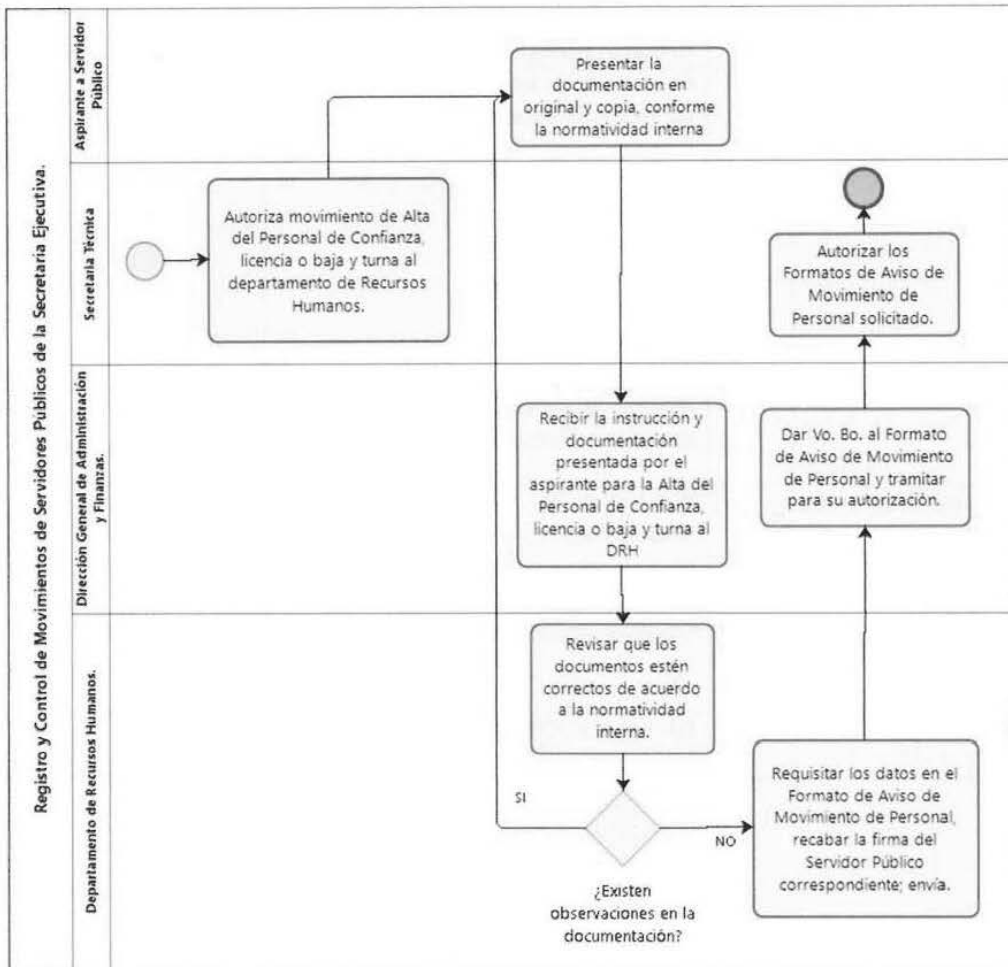 Registro y Control de Movimientos de Servidores Públicos de la Secretaria Ejecutiva.
Aspirante a Servidor
Público
Presentar la
documentación en
original y copia, conforme
la normatividad interna
Secretaria Técnica
Autoriza movimiento de Alta
del Personal de Confianza,
licencia o baja y turna al
departamento de Recursos
Humanos.
Autorizar los
Formatos de Aviso de
Movimiento de
Personal solicitado.
Dirección General de Administración
y Finanzas.
Recibir la instrucción y
documentación
presentada por el
aspirante para la Alta del
Personal de Confianza,
licencia o baja y turna al
DRH
Dar Vo. Bo. al Formato
de Aviso de Movimiento
de Personal y tramitar
para su autorización.
Departamento de Recursos Humanos.
Revisar que los
documentos estén
correctos de acuerdo
a la normatividad
interna.
SI
NO
¿Existen
observaciones en la
documentación?
Requisitar los datos en el
Formato de Aviso de
Movimiento de Personal,
recabar la firma del
Servidor Público
correspondiente; envía.